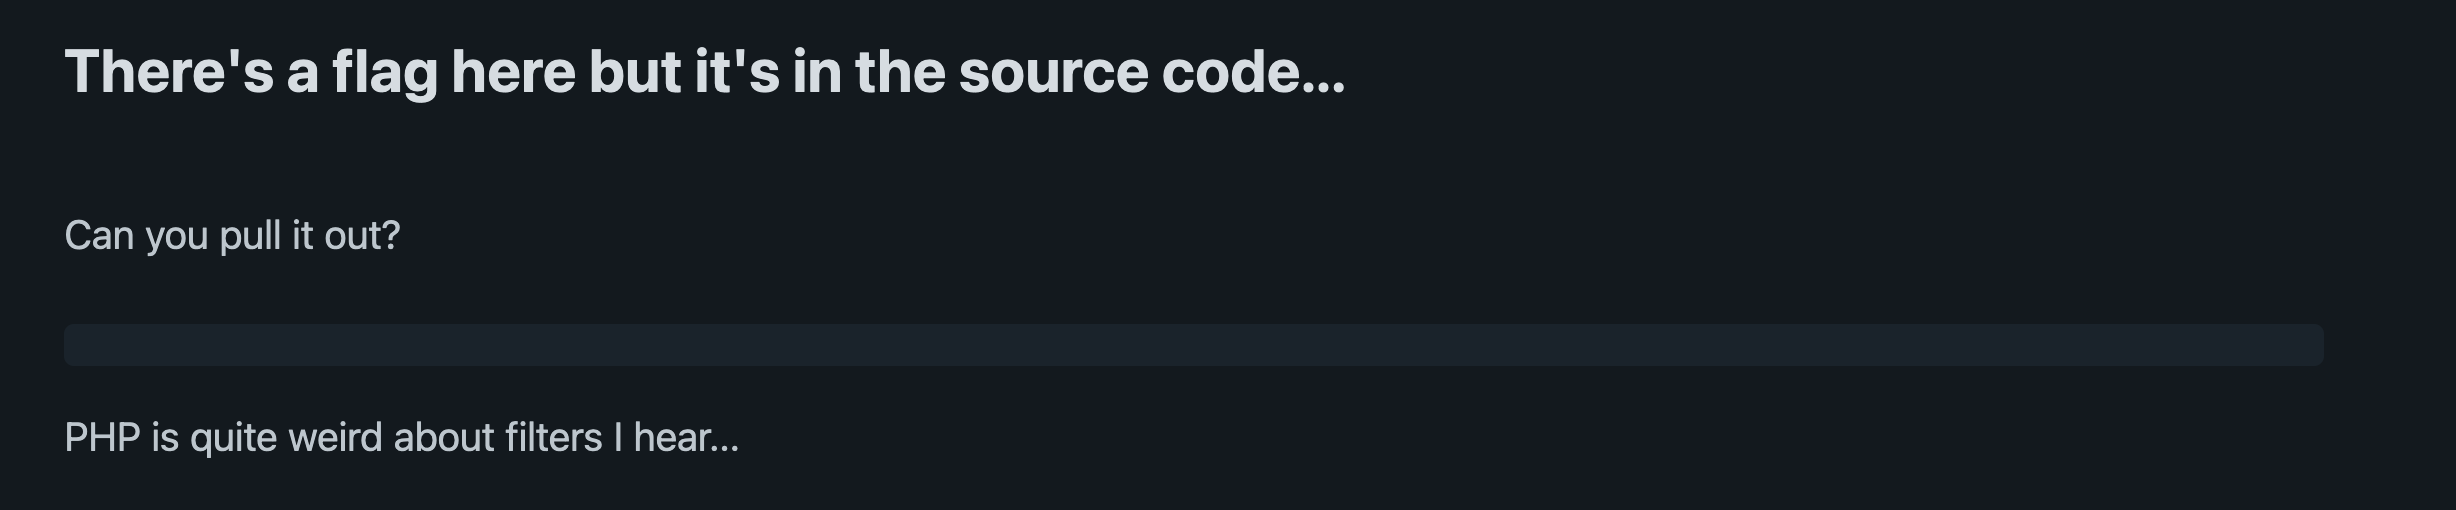 There's a flag here but it's in the source code...
Can you pull it out?
PHP is quite weird about filters I hear...